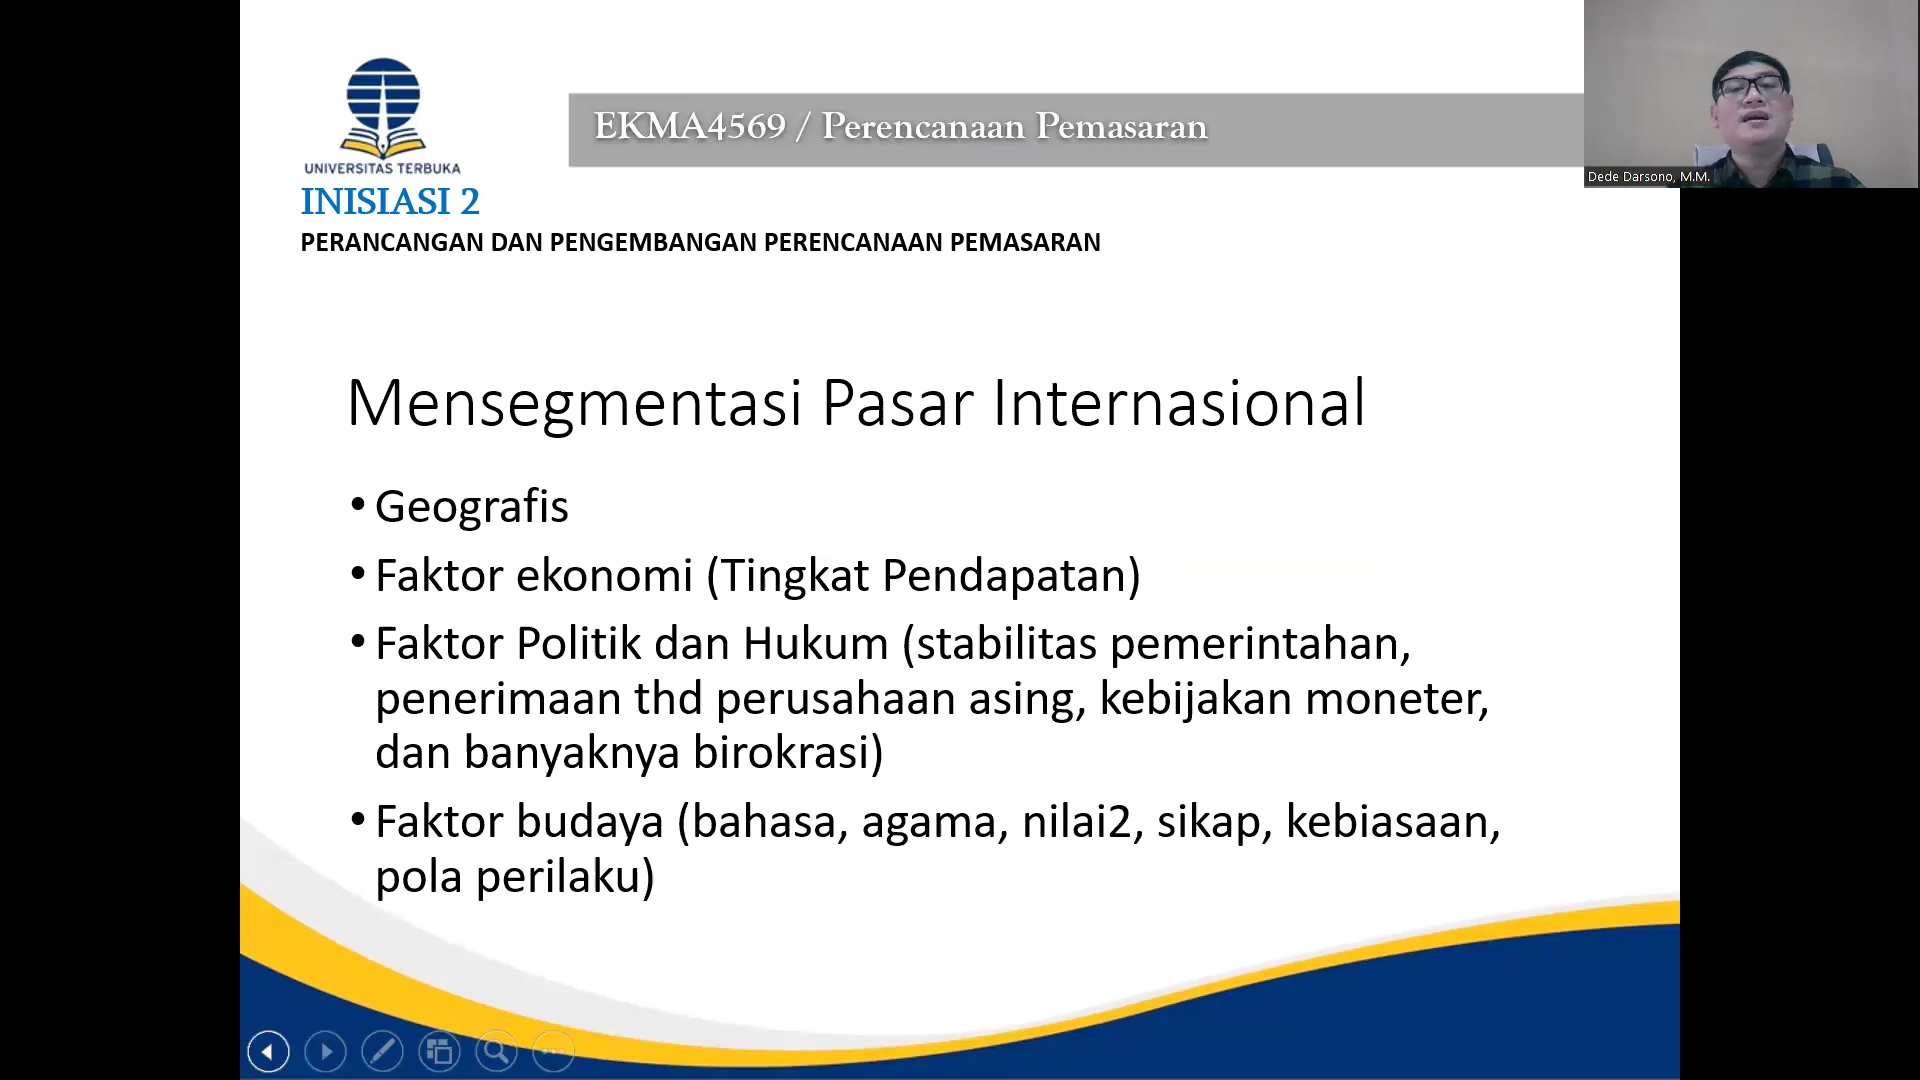 UNIVERSITAS TERBUKA
EKMA4569 / Perencanaan Pemasaran
Dede Darsono, M.M.
INISIASI 2
PERANCANGAN DAN PENGEMBANGAN PERENCANAAN PEMASARAN
Mensegmentasi Pasar Internasional
• Geografis
• Faktor ekonomi (Tingkat Pendapatan)
• Faktor Politik dan Hukum (stabilitas pemerintahan,
penerimaan thd perusahaan asing, kebijakan moneter,
dan banyaknya birokrasi)
• Faktor budaya (bahasa, agama, nilai2, sikap, kebiasaan,
pola perilaku)